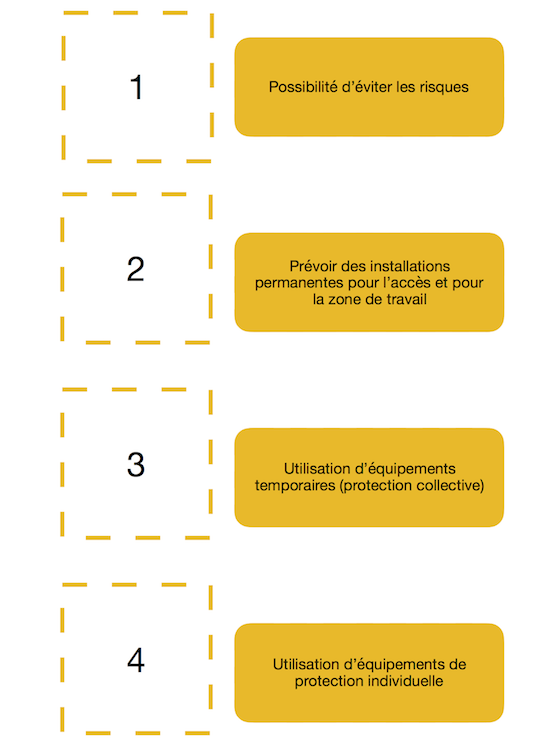 1
Possibilité d’éviter les risques
2
Prévoir des installations
permanentes pour l’accès et pour
la zone de travail
3
Utilisation d’équipements
temporaires (protection collective)
4
Utilisation d’équipements de
protection individuelle